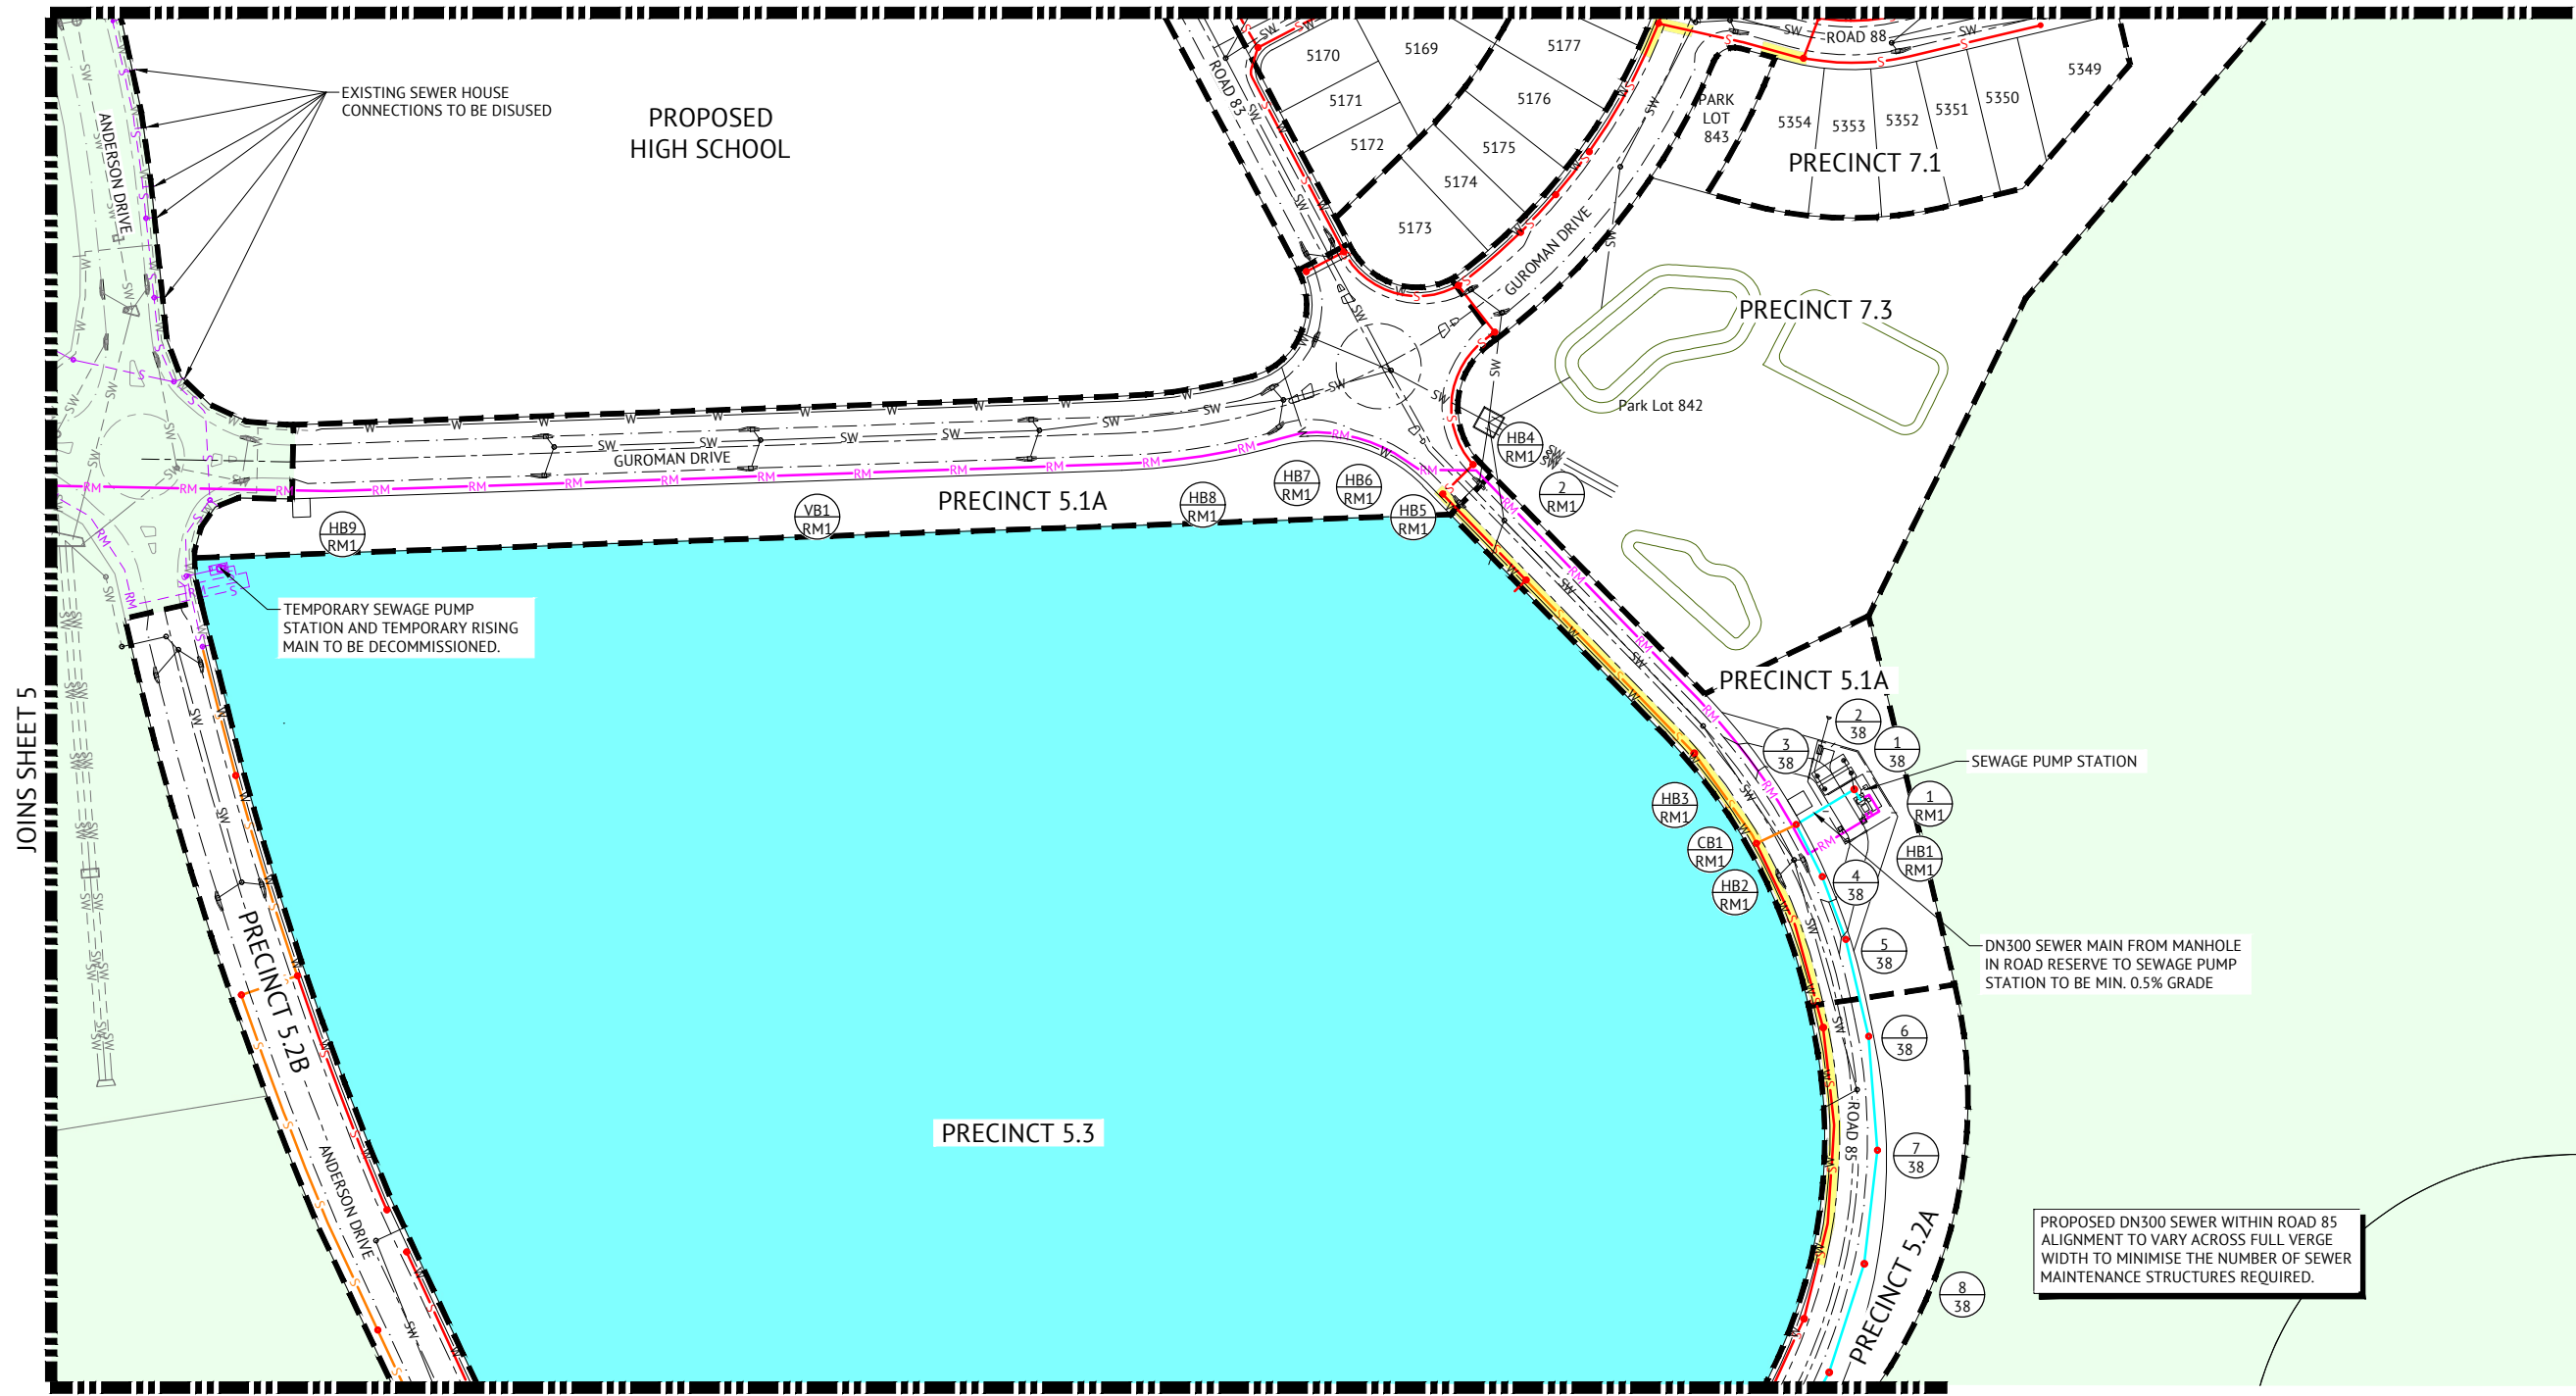 JOINS SHEET 5
EXISTING SEWER HOUSE
CONNECTIONS TO BE DISUSED
ANDERSON DRIVE
PROPOSED
HIGH SCHOOL
ROAD 83
5170
5169
5177
5171
5176
5172
5175
5174
5173
ROAD 88
PARK
LOT
843
5354
5353
5352
5351
5350
5349
PRECINCT 7.1
GUROMAN DRIVE
PRECINCT 7.3
Park Lot 842
GUROMAN DRIVE
PRECINCT 5.1A
HB9
RM1
VB1
RM1
HB8
RM1
HB7
RM1
HB6
RM1
HB5
RM1
HB4
RM1
2
RM1
TEMPORARY SEWAGE PUMP
STATION AND TEMPORARY RISING
MAIN TO BE DECOMMISSIONED.
PRECINCT 5.1A
2
38
3
38
1
38
SEWAGE PUMP STATION
1
RM1
HB3
RM1
CB1
RM1
HB2
RM1
HB1
RM1
4
38
5
38
DN300 SEWER MAIN FROM MANHOLE
IN ROAD RESERVE TO SEWAGE PUMP
STATION TO BE MIN. 0.5% GRADE
6
38
7
38
8
38
PRECINCT 5.2B
ANDERSON DRIVE
PRECINCT 5.3
ROAD 85
PRECINCT 5.2A
PROPOSED DN300 SEWER WITHIN ROAD 85
ALIGNMENT TO VARY ACROSS FULL VERGE
WIDTH TO MINIMISE THE NUMBER OF SEWER
MAINTENANCE STRUCTURES REQUIRED.
SW
W
S
RM